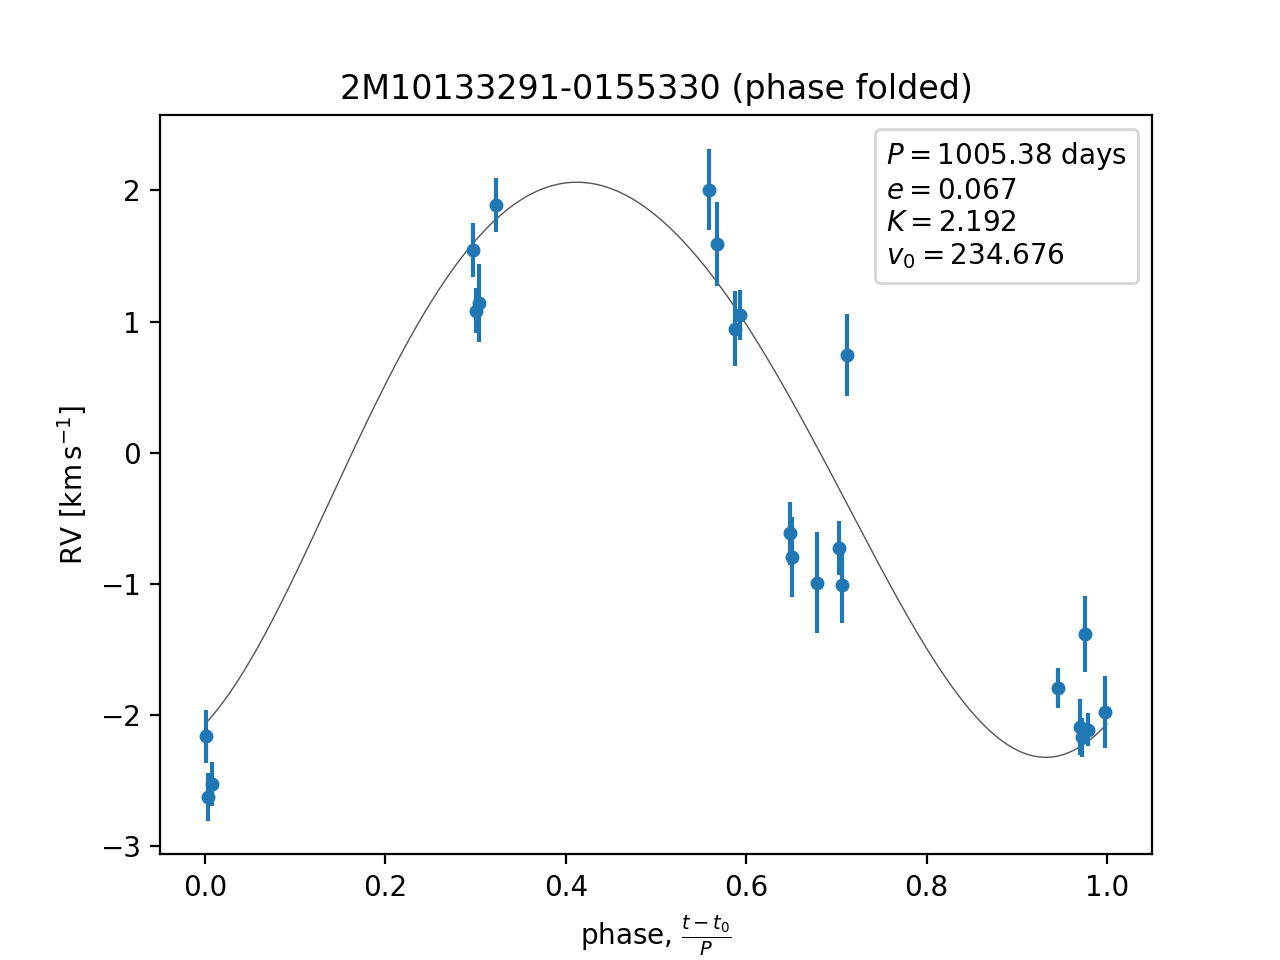 2M10133291-0155330 (phase folded)
P = 1005.38 days
e = 0.067
K = 2.192
v₀ = 234.676
2
1
0
−1
−2
−3
RV [km s⁻¹]
0.0 0.2 0.4 0.6 0.8 1.0
phase, (t − t₀)/P